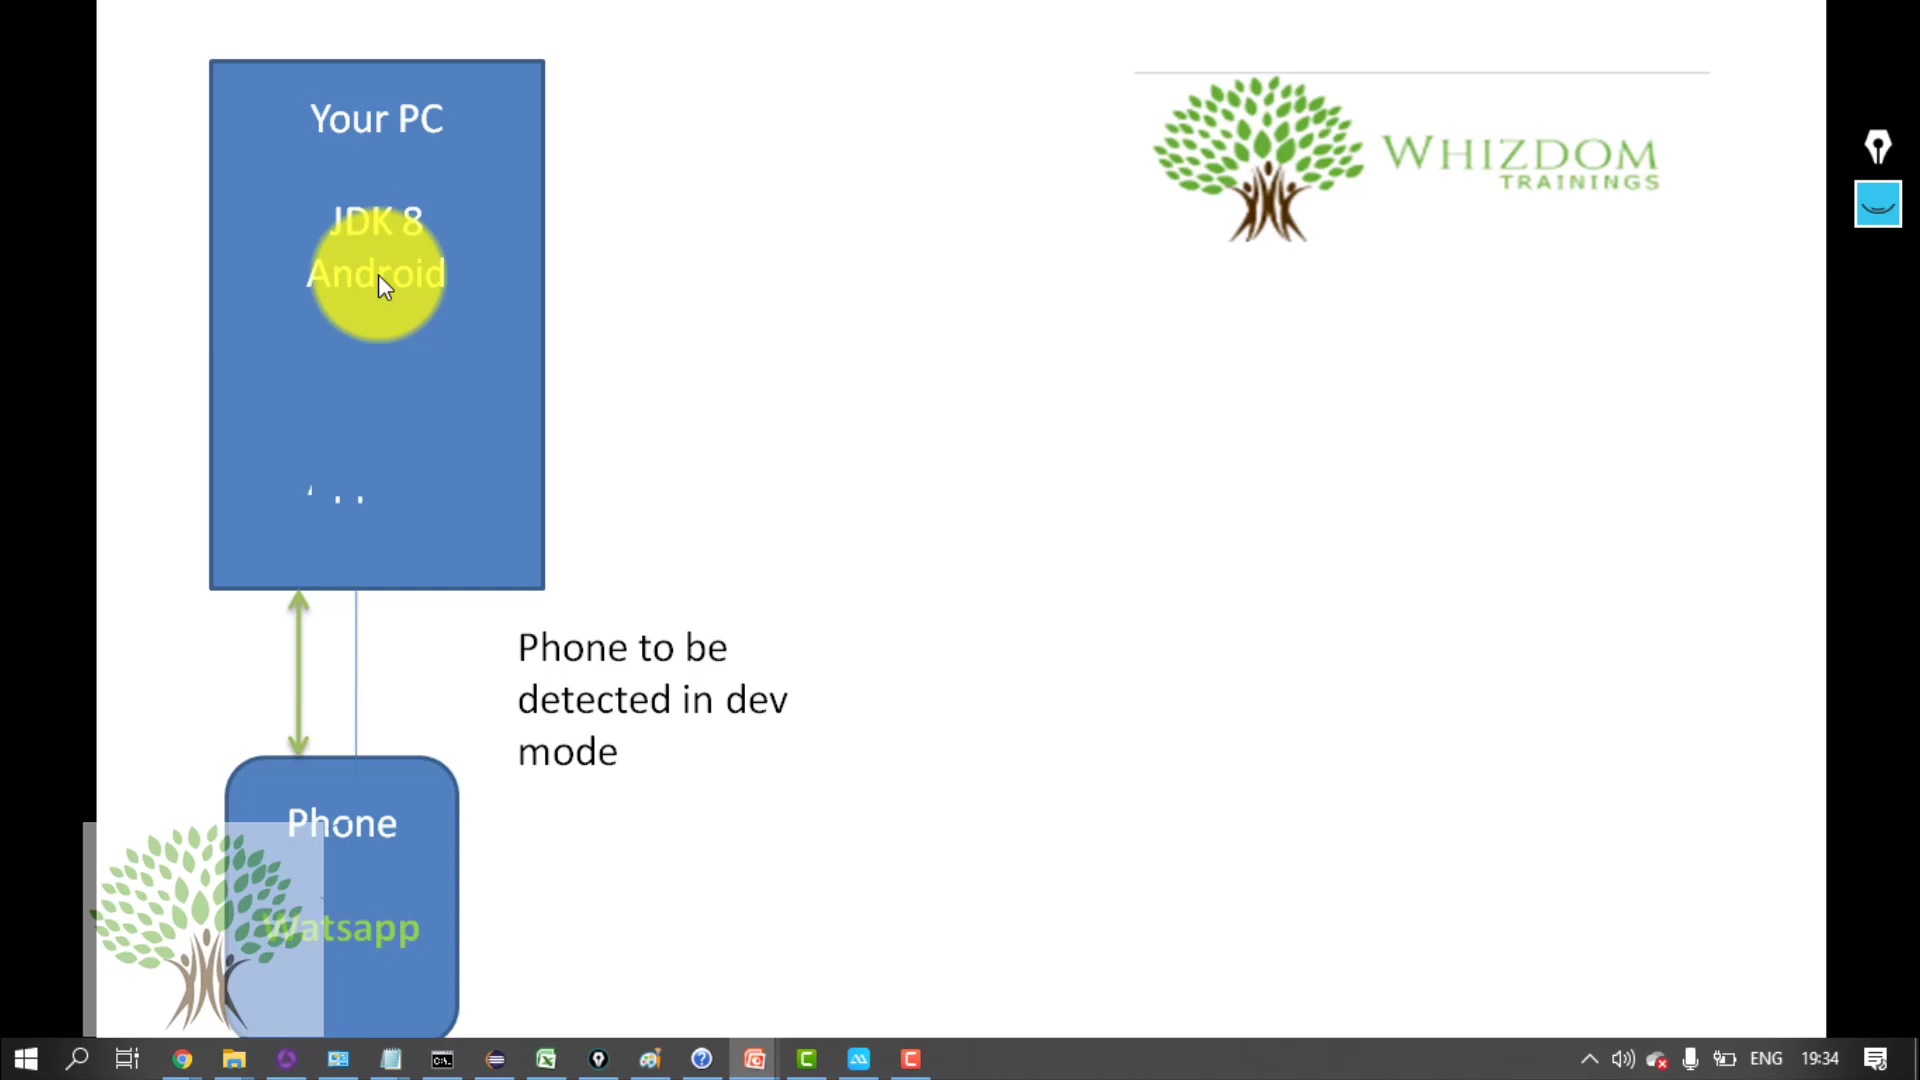 Your PC
JDK 8
Android
WHIZDOM
TRAININGS
Phone to be
detected in dev
mode
Phone
Watsapp
ENG
19:34